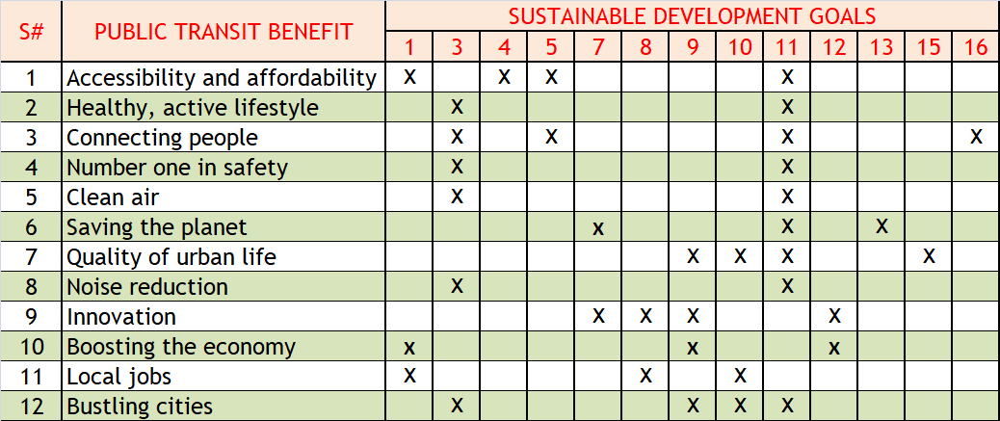 S# PUBLIC TRANSIT BENEFIT SUSTAINABLE DEVELOPMENT GOALS
1 3 4 5 7 8 9 10 11 12 13 15 16
1 Accessibility and affordability X X X X
2 Healthy, active lifestyle X X
3 Connecting people X X X X
4 Number one in safety X X
5 Clean air X X
6 Saving the planet X X X
7 Quality of urban life X X X X
8 Noise reduction X X
9 Innovation X X X X
10 Boosting the economy X X X
11 Local jobs X X X
12 Bustling cities X X X X